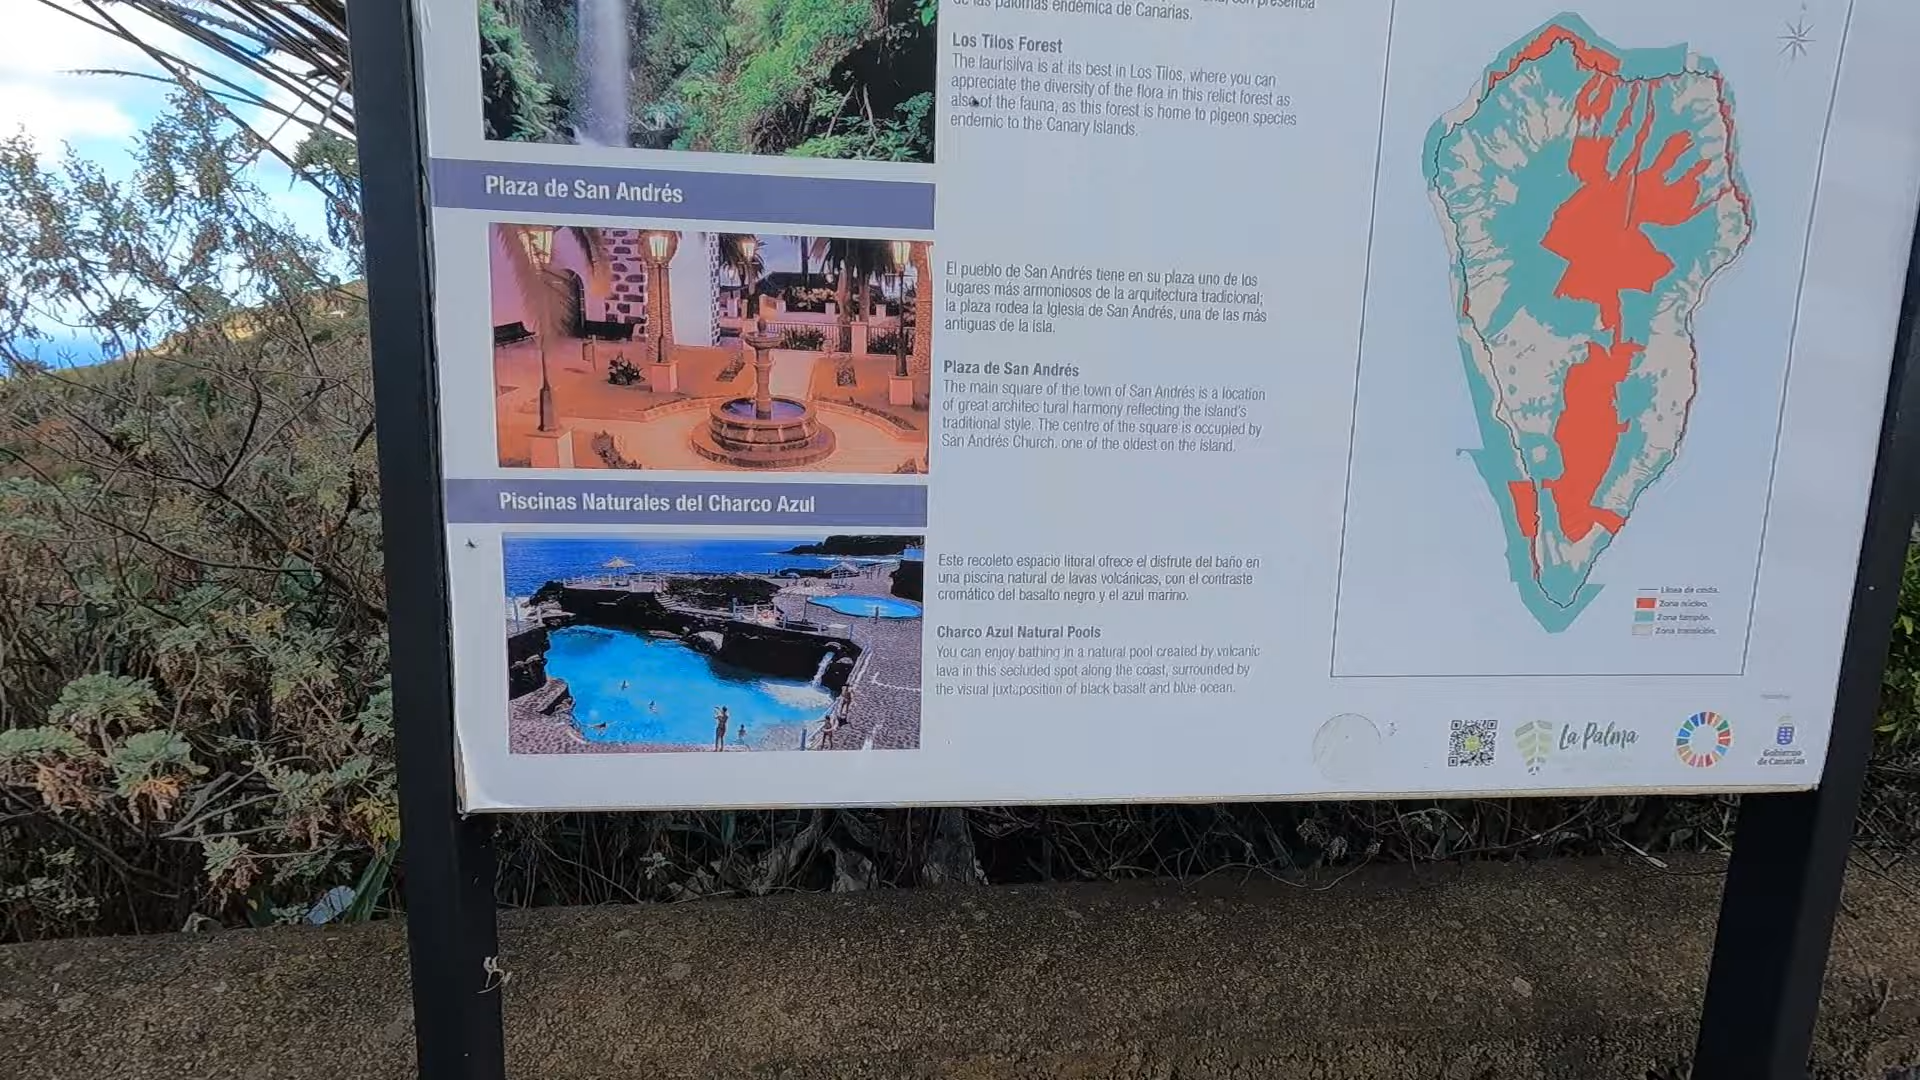 de las palomas endémica de Canarias.
Los Tilos Forest
The laurisilva is at its best in Los Tilos, where you can
appreciate the diversity of the flora in this relict forest as
also of the fauna, as this forest is home to pigeon species
endemic to the Canary Islands.
Plaza de San Andrés
El pueblo de San Andrés tiene en su plaza uno de los
lugares más armoniosos de la arquitectura tradicional;
la plaza rodea la Iglesia de San Andrés, una de las más
antiguas de la isla.
Plaza de San Andrés
The main square of the town of San Andrés is a location
of great architec tural harmony reflecting the island's
traditional style. The centre of the square is occupied by
San Andrés Church. one of the oldest on the island.
Piscinas Naturales del Charco Azul
Este recoleto espacio litoral ofrece el disfrute del baño en
una piscina natural de lavas volcánicas, con el contraste
cromático del basalto negro y el azul marino.
Charco Azul Natural Pools
You can enjoy bathing in a natural pool created by volcanic
lava in this secluded spot along the coast, surrounded by
the visual juxtaposition of black basalt and blue ocean.
Línea de costa.
Zona núcleo.
Zona tampón.
Zona transición.
La Palma
Gobierno
de Canarias